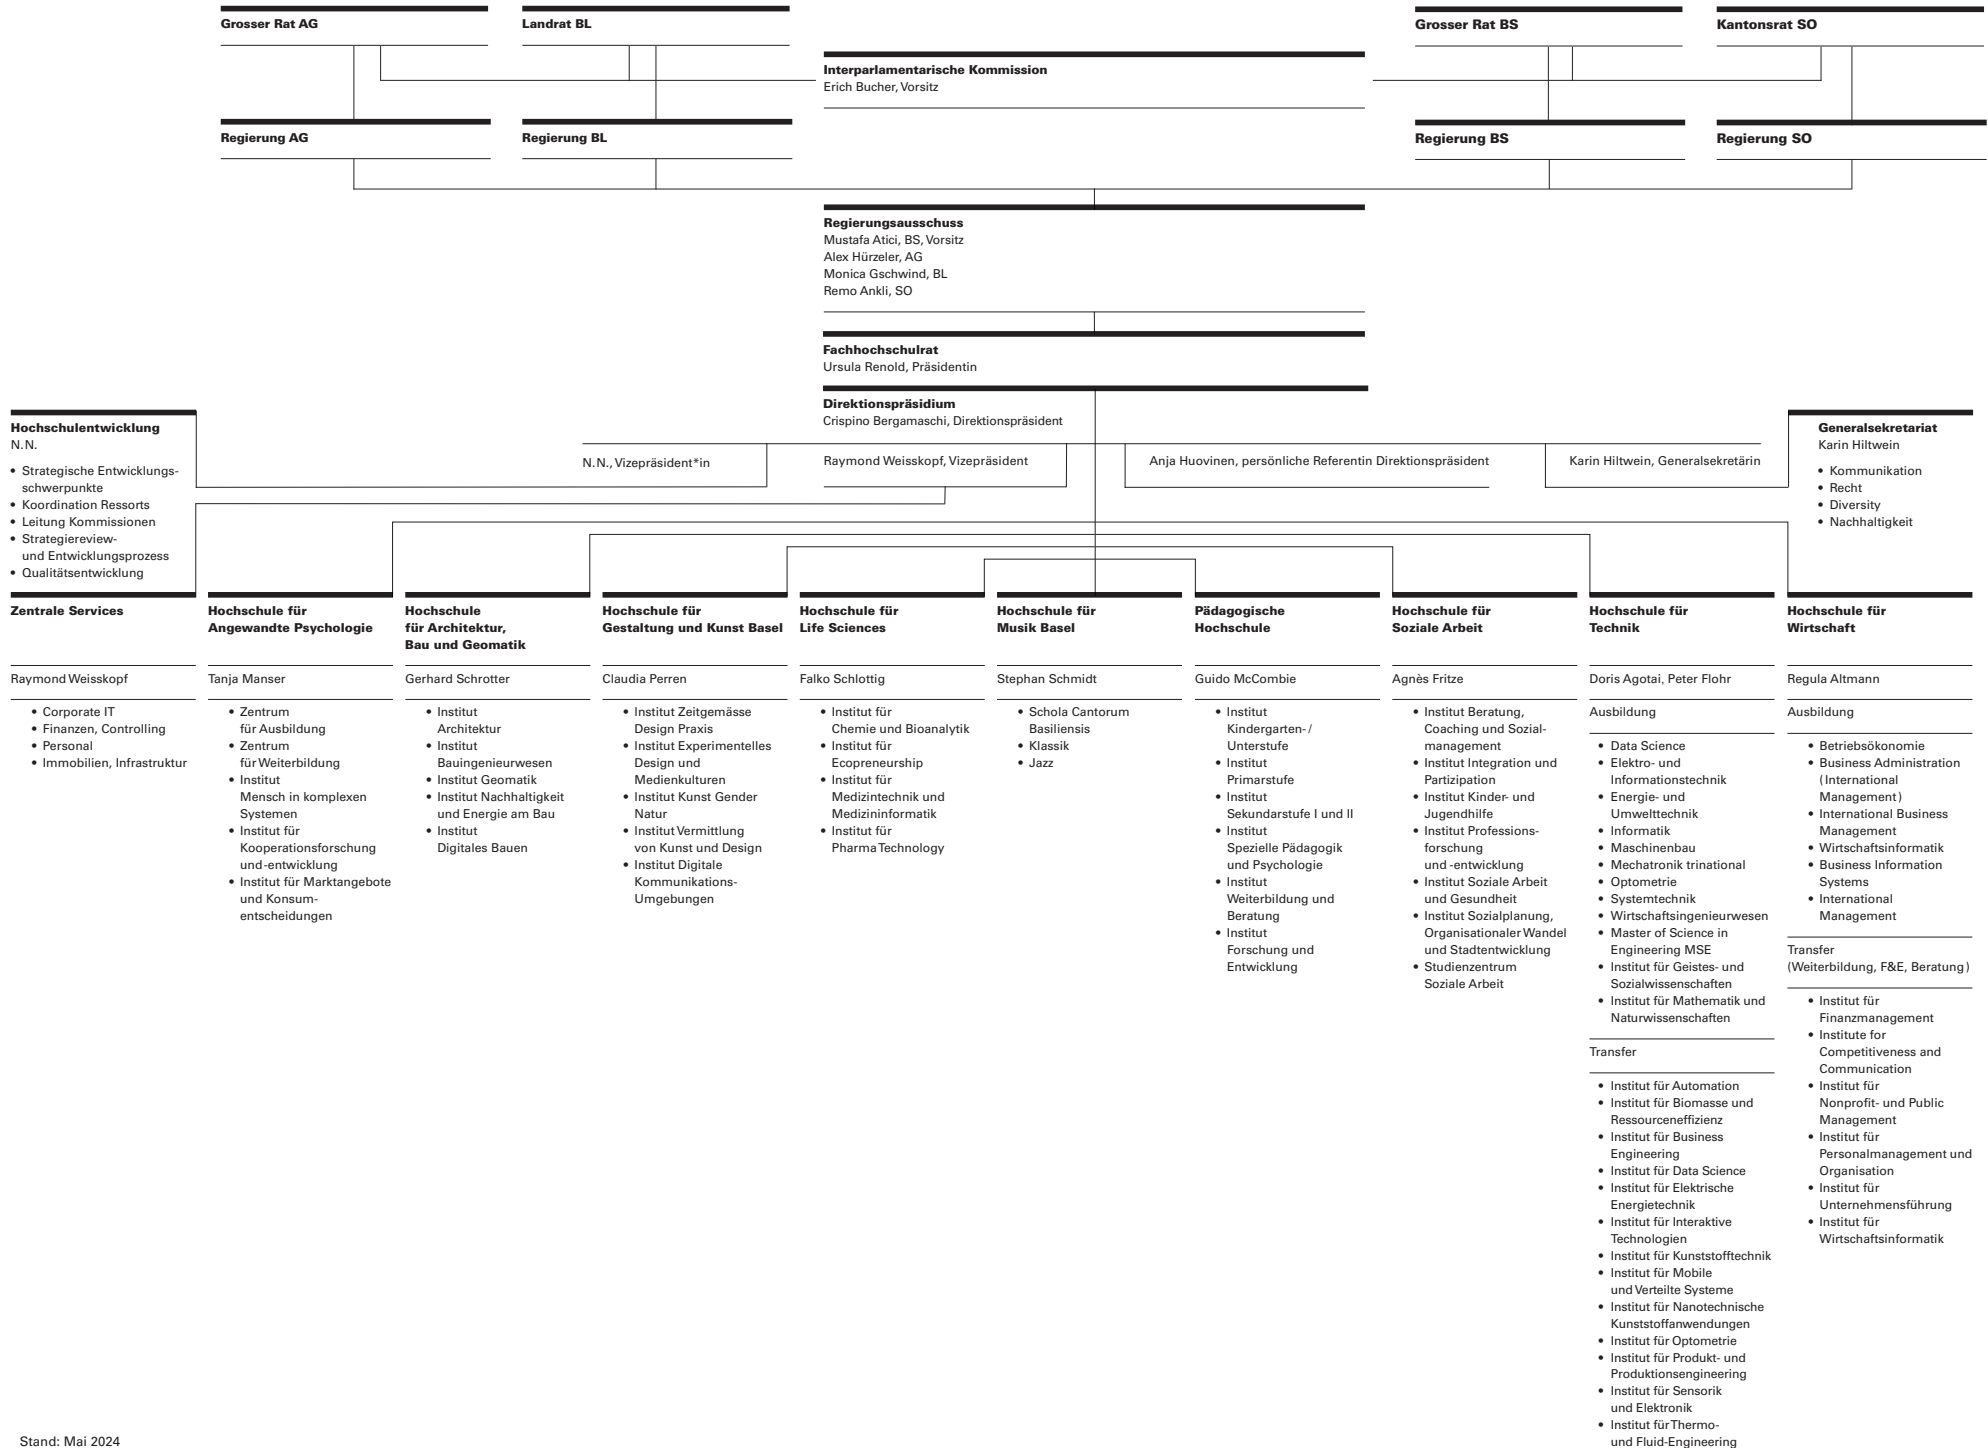 Grosser Rat AG
Landrat BL
Grosser Rat BS
Kantonsrat SO
Interparlamentarische Kommission
Erich Bucher, Vorsitz
Regierung AG
Regierung BL
Regierung BS
Regierung SO
Regierungsausschuss
Mustafa Atici, BS, Vorsitz
Alex Hürzeler, AG
Monica Gschwind, BL
Remo Ankli, SO
Fachhochschulrat
Ursula Renold, Präsidentin
Direktionspräsidium
Crispino Bergamaschi, Direktionspräsident
N.N., Vizepräsident*in
Raymond Weisskopf, Vizepräsident
Anja Huovinen, persönliche Referentin Direktionspräsident
Karin Hiltwein, Generalsekretärin
Hochschulentwicklung
N.N.
• Strategische Entwicklungs-
schwerpunkte
• Koordination Ressorts
• Leitung Kommissionen
• Strategiereview-
und Entwicklungsprozess
• Qualitätsentwicklung
Generalsekretariat
Karin Hiltwein
• Kommunikation
• Recht
• Diversity
• Nachhaltigkeit
Zentrale Services
Raymond Weisskopf
• Corporate IT
• Finanzen, Controlling
• Personal
• Immobilien, Infrastruktur
Hochschule für
Angewandte Psychologie
Tanja Manser
• Zentrum
für Ausbildung
• Zentrum
für Weiterbildung
• Institut
Mensch in komplexen
Systemen
• Institut für
Kooperationsforschung
und -entwicklung
• Institut für Marktangebote
und Konsum-
entscheidungen
Hochschule
für Architektur,
Bau und Geomatik
Gerhard Schrotter
• Institut
Architektur
• Institut
Bauingenieurwesen
• Institut Geomatik
• Institut Nachhaltigkeit
und Energie am Bau
• Institut
Digitales Bauen
Hochschule für
Gestaltung und Kunst Basel
Claudia Perren
• Institut Zeitgemässe
Design Praxis
• Institut Experimentelles
Design und
Medienkulturen
• Institut Kunst Gender
Natur
• Institut Vermittlung
von Kunst und Design
• Institut Digitale
Kommunikations-
Umgebungen
Hochschule für
Life Sciences
Falko Schlottig
• Institut für
Chemie und Bioanalytik
• Institut für
Ecopreneurship
• Institut für
Medizintechnik und
Medizininformatik
• Institut für
Pharma Technology
Hochschule für
Musik Basel
Stephan Schmidt
• Schola Cantorum
Basiliensis
• Klassik
• Jazz
Pädagogische
Hochschule
Guido McCombie
• Institut
Kindergarten-/
Unterstufe
• Institut
Primarstufe
• Institut
Sekundarstufe I und II
• Institut
Spezielle Pädagogik
und Psychologie
• Institut
Weiterbildung und
Beratung
• Institut
Forschung und
Entwicklung
Hochschule für
Soziale Arbeit
Agnès Fritze
• Institut Beratung,
Coaching und Sozial-
management
• Institut Integration und
Partizipation
• Institut Kinder- und
Jugendhilfe
• Institut Professions-
forschung
und -entwicklung
• Institut Soziale Arbeit
und Gesundheit
• Institut Sozialplanung,
Organisationaler Wandel
und Stadtentwicklung
• Studienzentrum
Soziale Arbeit
Hochschule für
Technik
Doris Agotai, Peter Flohr
Ausbildung
• Data Science
• Elektro- und
Informationstechnik
• Energie- und
Umwelttechnik
• Informatik
• Maschinenbau
• Mechatronik trinational
• Optometrie
• Systemtechnik
• Wirtschaftsingenieurwesen
• Master of Science in
Engineering MSE
• Institut für Geistes- und
Sozialwissenschaften
• Institut für Mathematik und
Naturwissenschaften
Transfer
• Institut für Automation
• Institut für Biomasse und
Ressourceneffizienz
• Institut für Business
Engineering
• Institut für Data Science
• Institut für Elektrische
Energietechnik
• Institut für Interaktive
Technologien
• Institut für Kunststofftechnik
• Institut für Mobile
und Verteilte Systeme
• Institut für Nanotechnische
Kunststoffanwendungen
• Institut für Optometrie
• Institut für Produkt- und
Produktionsengineering
• Institut für Sensorik
und Elektronik
• Institut für Thermo-
und Fluid-Engineering
Hochschule für
Wirtschaft
Regula Altmann
Ausbildung
• Betriebsökonomie
• Business Administration
(International
Management)
• International Business
Management
• Wirtschaftsinformatik
• Business Information
Systems
• International
Management
Transfer
(Weiterbildung, F&E, Beratung)
• Institut für
Finanzmanagement
• Institute for
Competitiveness and
Communication
• Institut für
Nonprofit- und Public
Management
• Institut für
Personalmanagement und
Organisation
• Institut für
Unternehmensführung
• Institut für
Wirtschaftsinformatik
Stand: Mai 2024